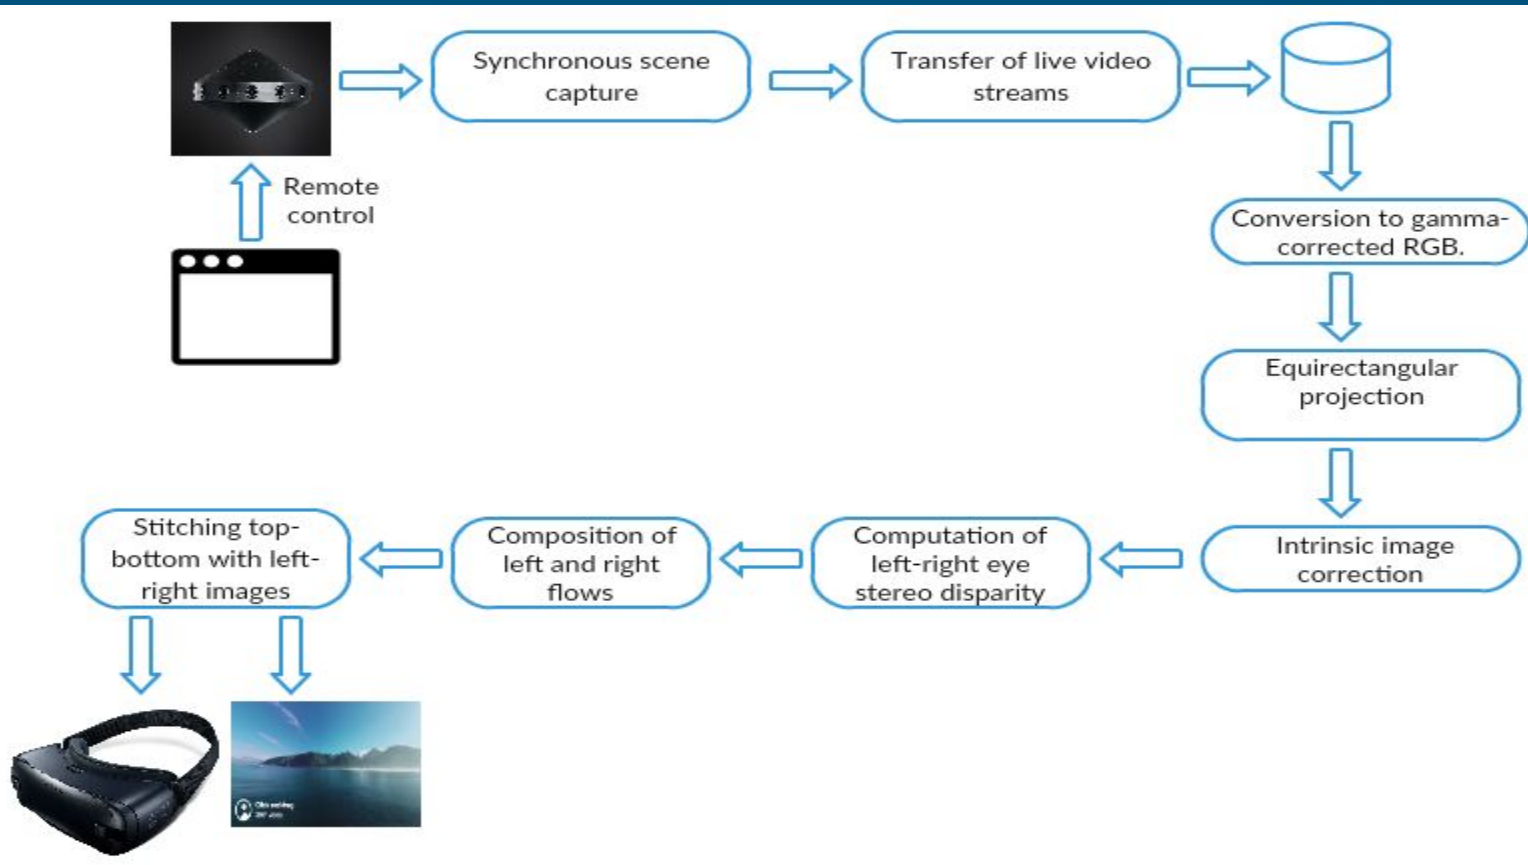 Synchronous scene
capture
Transfer of live video
streams
Remote
control
Conversion to gamma-
corrected RGB.
Equirectangular
projection
Intrinsic image
correction
Computation of
left-right eye
stereo disparity
Composition of
left and right
flows
Stitching top-
bottom with left-
right images